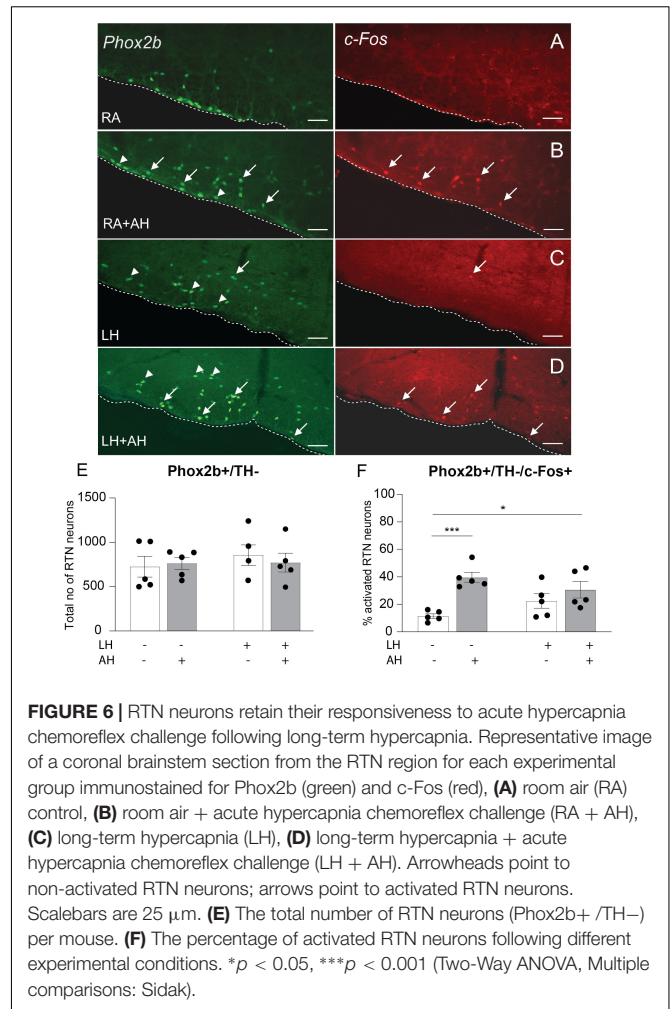 Phox2b c-Fos A
RA
B
RA+AH
C
LH
D
LH+AH
E Phox2b+/TH-
Total no of RTN neurons
1500
1000
500
0
LH - - + +
AH - + - +
F Phox2b+/TH-/c-Fos+
% activated RTN neurons
100
80
60
40
20
0
***
*
LH - - + +
AH - + - +
FIGURE 6 | RTN neurons retain their responsiveness to acute hypercapnia
chemoreflex challenge following long-term hypercapnia. Representative image
of a coronal brainstem section from the RTN region for each experimental
group immunostained for Phox2b (green) and c-Fos (red), (A) room air (RA)
control, (B) room air + acute hypercapnia chemoreflex challenge (RA + AH),
(C) long-term hypercapnia (LH), (D) long-term hypercapnia + acute
hypercapnia chemoreflex challenge (LH + AH). Arrowheads point to
non-activated RTN neurons; arrows point to activated RTN neurons.
Scalebars are 25 μm. (E) The total number of RTN neurons (Phox2b+ /TH−)
per mouse. (F) The percentage of activated RTN neurons following different
experimental conditions. *p < 0.05, ***p < 0.001 (Two-Way ANOVA, Multiple
comparisons: Sidak).